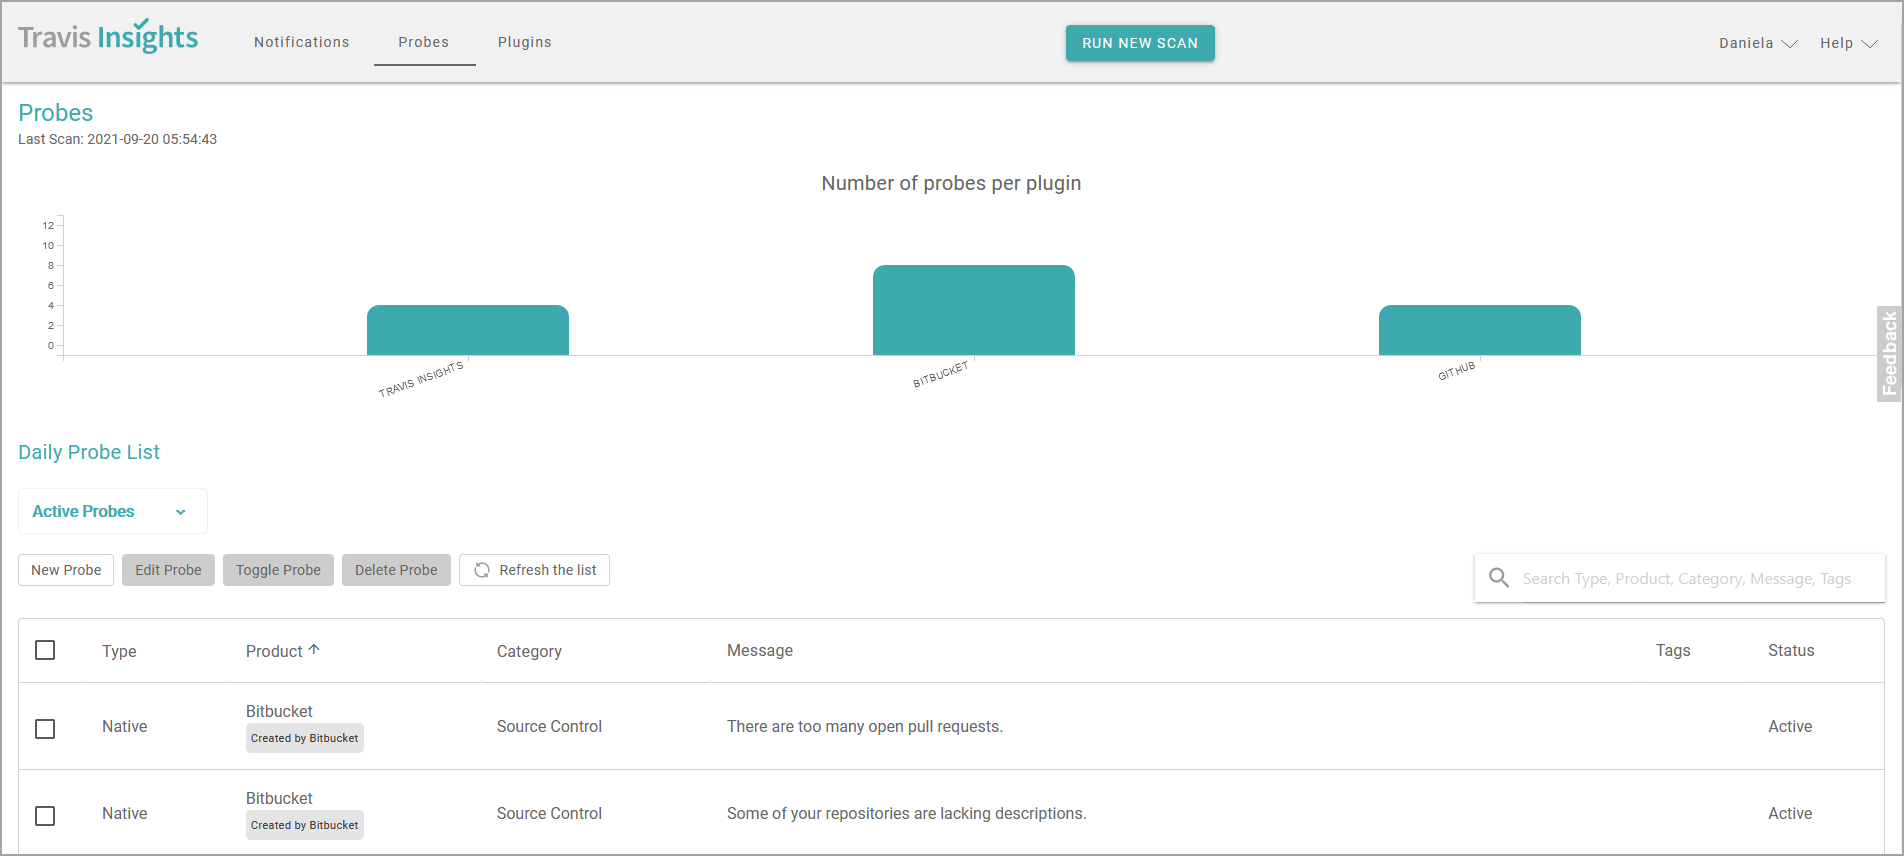 Travis Insights
Notifications
Probes
Plugins
RUN NEW SCAN
Daniela
Help
Probes
Last Scan: 2021-09-20 05:54:43
Number of probes per plugin
12
10
8
6
4
2
0
TRAVIS INSIGHTS
BITBUCKET
GITHUB
Feedback
Daily Probe List
Active Probes
New Probe
Edit Probe
Toggle Probe
Delete Probe
Refresh the list
Search Type, Product, Category, Message, Tags
Type
Product
Category
Message
Tags
Status
Native
Bitbucket
Created by Bitbucket
Source Control
There are too many open pull requests.
Active
Native
Bitbucket
Created by Bitbucket
Source Control
Some of your repositories are lacking descriptions.
Active